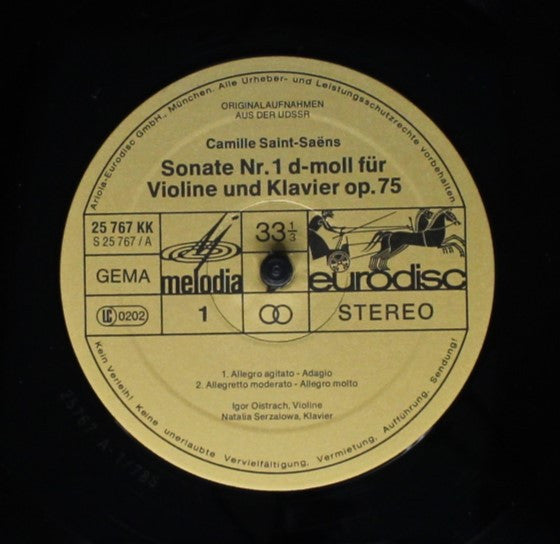 Ariola-Eurodisc GmbH., München. Alle Urheber- und Leistungsschutzrechte vorbehalten.
ORIGINALAUFNAHMEN
AUS DER UDSSR
Camille Saint-Saëns
Sonate Nr. 1 d-moll für
Violine und Klavier op. 75
25 767 KK
S 25 767 / A
33 1/3
GEMA
melodia
eurodisc
LC 0202
1
STEREO
1. Allegro agitato - Adagio
2. Allegretto moderato - Allegro molto
Igor Oistrach, Violine
Natalia Serzalowa, Klavier
Kein Verleih! Keine unerlaubte Vervielfältigung, Vermietung, Aufführung, Sendung!